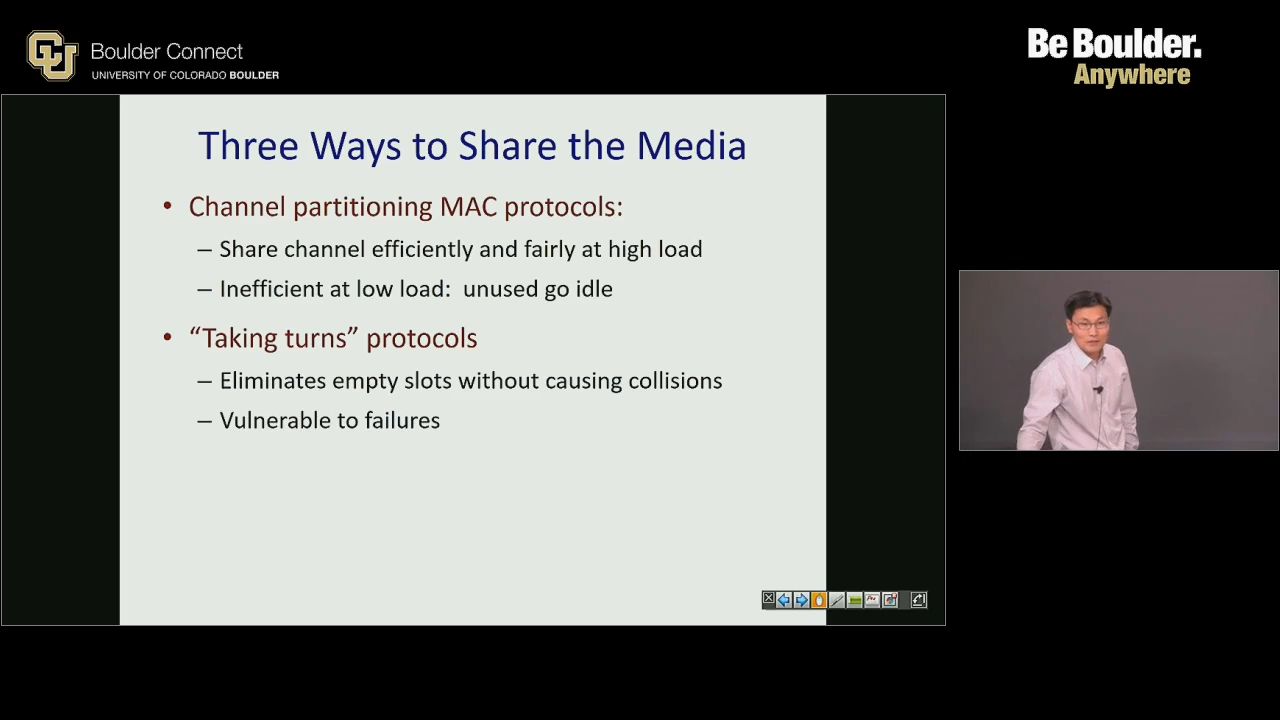 CU
Boulder Connect
UNIVERSITY OF COLORADO BOULDER
Be Boulder.
Anywhere
Three Ways to Share the Media
• Channel partitioning MAC protocols:
– Share channel efficiently and fairly at high load
– Inefficient at low load: unused go idle
• “Taking turns” protocols
– Eliminates empty slots without causing collisions
– Vulnerable to failures